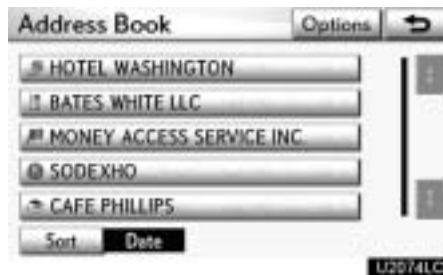 Address Book
Options
HOTEL WASHINGTON
BATES WHITE LLC
MONEY ACCESS SERVICE INC.
SODEXHO
CAFE PHILLIPS
Sort Date
U2074LC